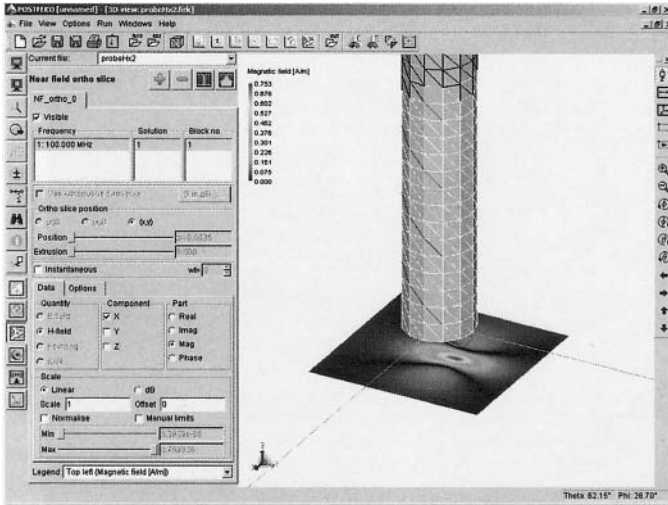 POSTFEKO [unnamed] - [3D view: probeHx2.fek]
File View Options Run Windows Help
Current file: probeHx2
Near field ortho slice
NF_ortho_0
Visible
Frequency Solution Block no.
1: 100.000 MHz 1 1
Ortho slice position
(x,y)
Position
Extrusion
Instantaneous
Data Options
Quantity Component Part
E-field X Real
H-field Y Imag
Z Mag
Phase
Scale
Linear dB
Scale 1 Offset 0
Normalise Manual limits
Min
Max
Legend: Top left (Magnetic field [A/m])
Magnetic field [A/m]
0.753
0.678
0.602
0.527
0.452
0.376
0.301
0.226
0.151
0.075
0.000
Theta: 62.15° Phi: 28.70°